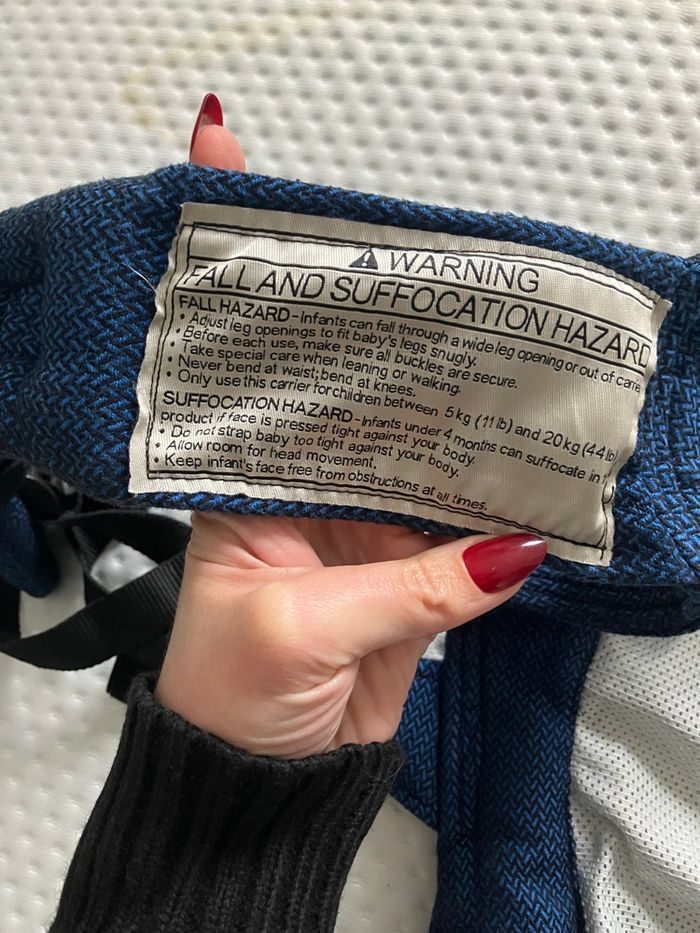 ⚠ WARNING
FALL AND SUFFOCATION HAZARD
FALL HAZARD - Infants can fall through a wide leg opening or out of carrie
• Adjust leg openings to fit baby's legs snugly.
• Before each use, make sure all buckles are secure.
• Take special care when leaning or walking.
• Never bend at waist; bend at knees.
• Only use this carrier for children between 5 kg (11 lb) and 20 kg (44 lb)
SUFFOCATION HAZARD - Infants under 4 months can suffocate in
product if face is pressed tight against your body.
• Do not strap baby too tight against your body.
• Allow room for head movement.
• Keep infant's face free from obstructions at all times.